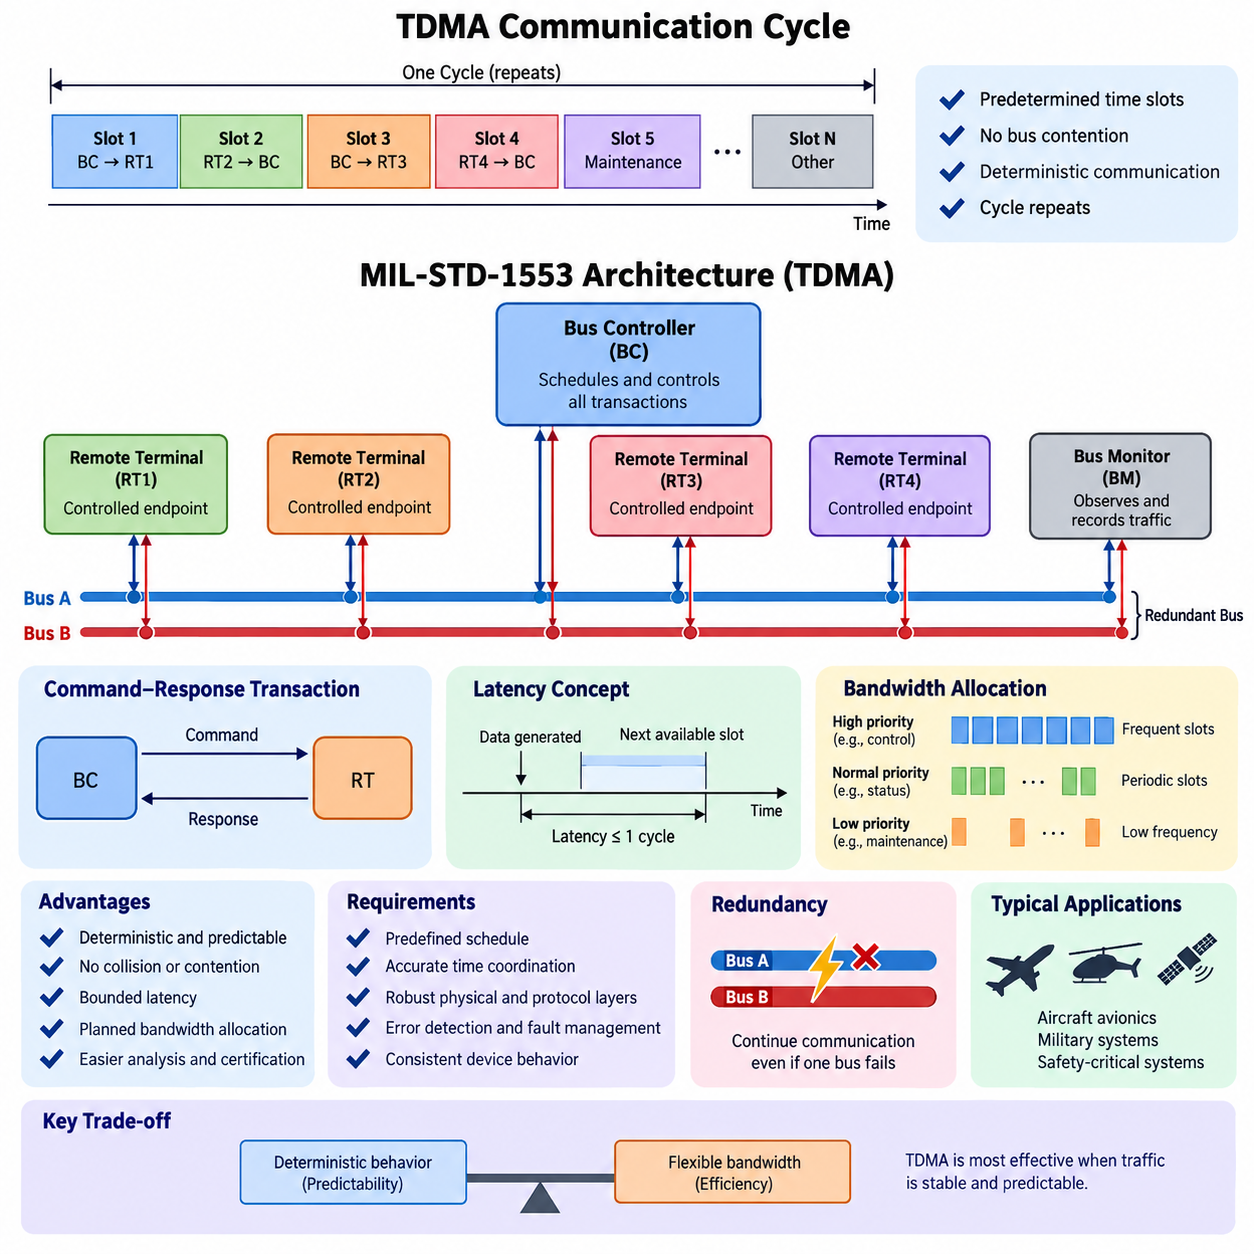 TDMA Communication Cycle
One Cycle (repeats)
Slot 1
BC → RT1
Slot 2
RT2 → BC
Slot 3
BC → RT3
Slot 4
RT4 → BC
Slot 5
Maintenance
...
Slot N
Other
Time
Predetermined time slots
No bus contention
Deterministic communication
Cycle repeats
MIL-STD-1553 Architecture (TDMA)
Bus Controller
(BC)
Schedules and controls
all transactions
Remote Terminal
(RT1)
Controlled endpoint
Remote Terminal
(RT2)
Controlled endpoint
Remote Terminal
(RT3)
Controlled endpoint
Remote Terminal
(RT4)
Controlled endpoint
Bus Monitor
(BM)
Observes and
records traffic
Bus A
Bus B
Redundant Bus
Command–Response Transaction
BC
Command
Response
RT
Latency Concept
Data generated
Next available slot
Time
Latency ≤ 1 cycle
Bandwidth Allocation
High priority
(e.g., control)
Frequent slots
Normal priority
(e.g., status)
...
Periodic slots
Low priority
(e.g., maintenance)
...
Low frequency
Advantages
Deterministic and predictable
No collision or contention
Bounded latency
Planned bandwidth allocation
Easier analysis and certification
Requirements
Predefined schedule
Accurate time coordination
Robust physical and protocol layers
Error detection and fault management
Consistent device behavior
Redundancy
Bus A
Bus B
Continue communication
even if one bus fails
Typical Applications
Aircraft avionics
Military systems
Safety-critical systems
Key Trade-off
Deterministic behavior
(Predictability)
Flexible bandwidth
(Efficiency)
TDMA is most effective when traffic
is stable and predictable.